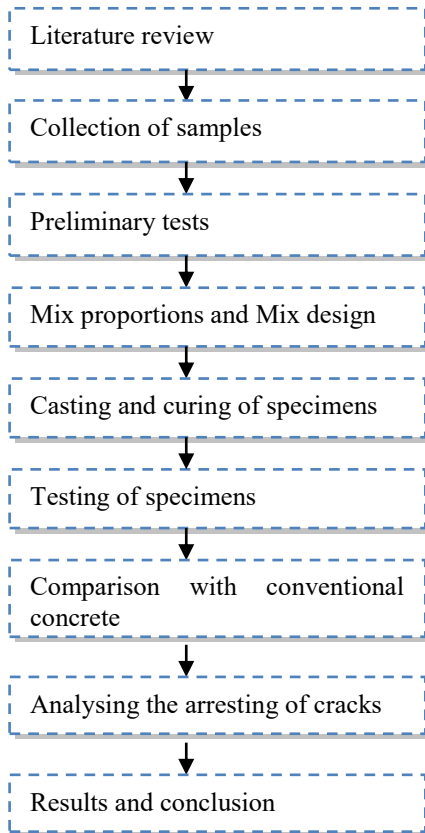 Literature review
Collection of samples
Preliminary tests
Mix proportions and Mix design
Casting and curing of specimens
Testing of specimens
Comparison with conventional
concrete
Analysing the arresting of cracks
Results and conclusion